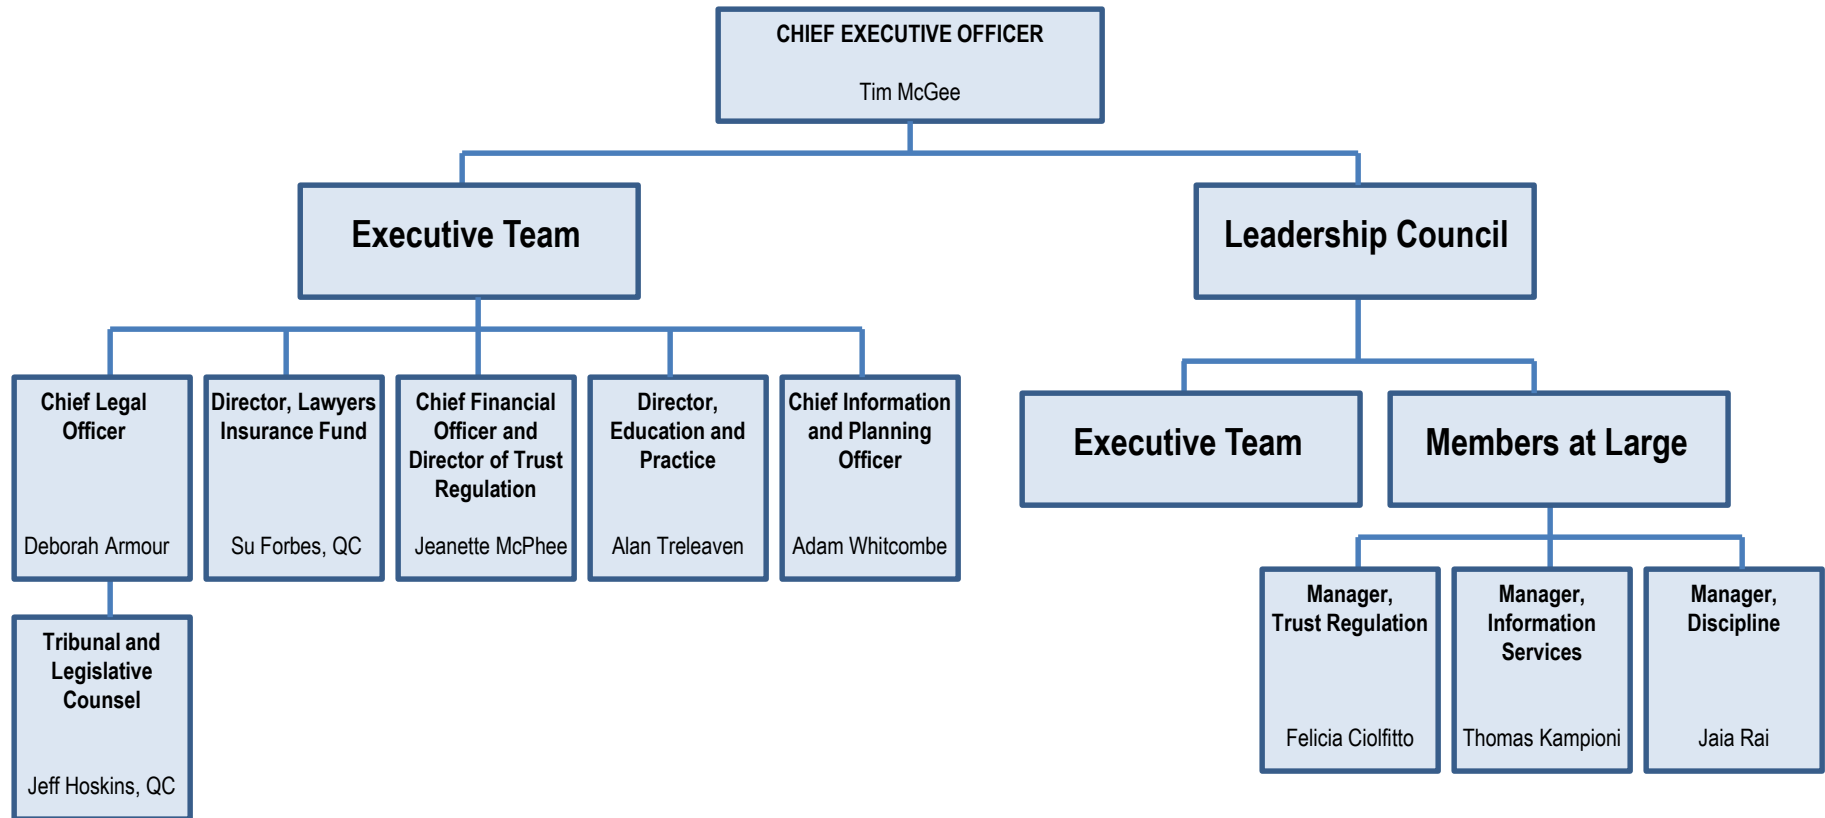 CHIEF EXECUTIVE OFFICER
Tim McGee
Executive Team
Leadership Council
Chief Legal
Officer
Deborah Armour
Director, Lawyers
Insurance Fund
Su Forbes, QC
Chief Financial
Officer and
Director of Trust
Regulation
Jeanette McPhee
Director,
Education and
Practice
Alan Treleaven
Chief Information
and Planning
Officer
Adam Whitcombe
Tribunal and
Legislative
Counsel
Jeff Hoskins, QC
Executive Team
Members at Large
Manager,
Trust Regulation
Felicia Ciolfitto
Manager,
Information
Services
Thomas Kampioni
Manager,
Discipline
Jaia Rai